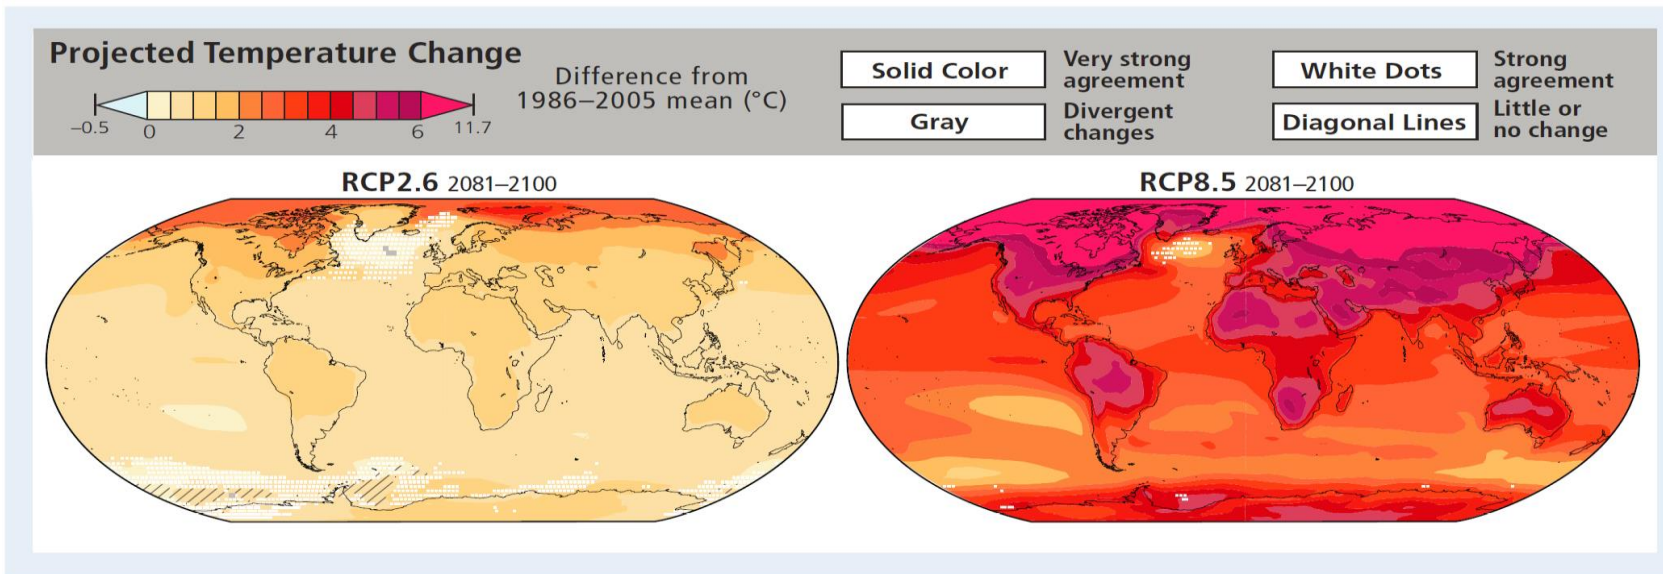 Projected Temperature Change
Difference from
1986–2005 mean (°C)
–0.5 0 2 4 6 11.7
Solid Color
Very strong
agreement
White Dots
Strong
agreement
Gray
Divergent
changes
Diagonal Lines
Little or
no change
RCP2.6 2081–2100
RCP8.5 2081–2100